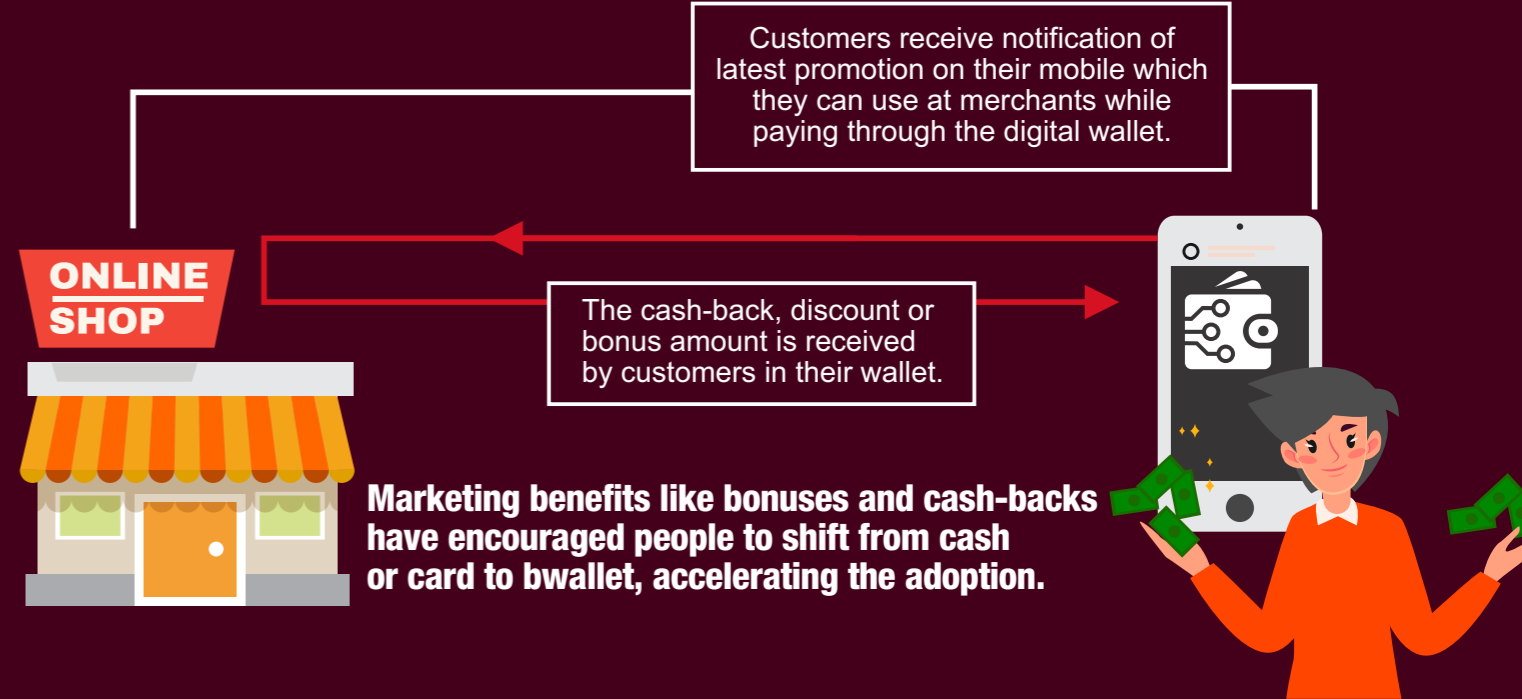 Customers receive notification of
latest promotion on their mobile which
they can use at merchants while
paying through the digital wallet.
ONLINE
SHOP
The cash-back, discount or
bonus amount is received
by customers in their wallet.
Marketing benefits like bonuses and cash-backs
have encouraged people to shift from cash
or card to bwallet, accelerating the adoption.